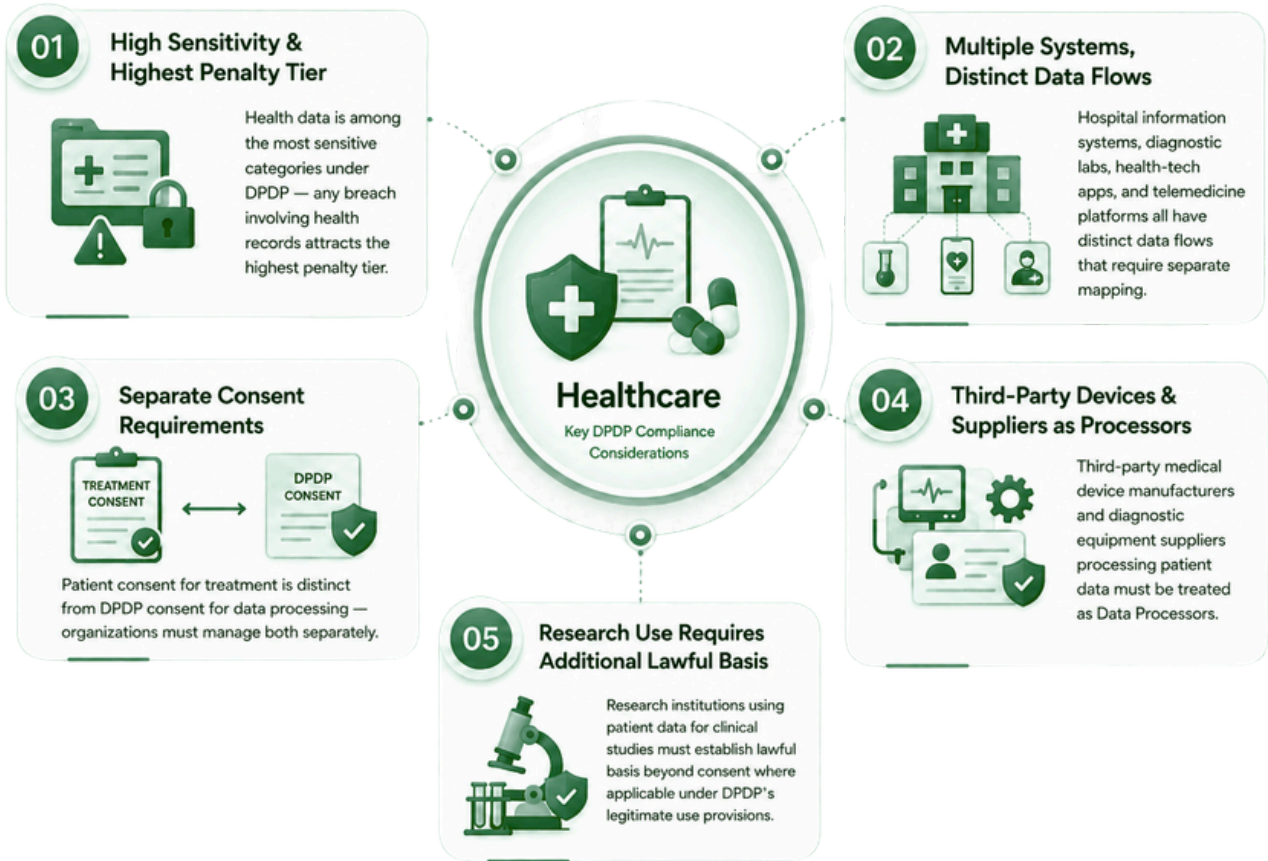 01
High Sensitivity &
Highest Penalty Tier
Health data is among
the most sensitive
categories under
DPDP — any breach
involving health
records attracts the
highest penalty tier.
02
Multiple Systems,
Distinct Data Flows
Hospital information
systems, diagnostic
labs, health-tech
apps, and telemedicine
platforms all have
distinct data flows
that require separate
mapping.
Healthcare
Key DPDP Compliance
Considerations
03
Separate Consent
Requirements
TREATMENT
CONSENT
DPDP
CONSENT
Patient consent for treatment is distinct
from DPDP consent for data processing —
organizations must manage both separately.
04
Third-Party Devices &
Suppliers as Processors
Third-party medical
device manufacturers
and diagnostic
equipment suppliers
processing patient
data must be treated
as Data Processors.
05
Research Use Requires
Additional Lawful Basis
Research institutions using
patient data for clinical
studies must establish lawful
basis beyond consent where
applicable under DPDP's
legitimate use provisions.